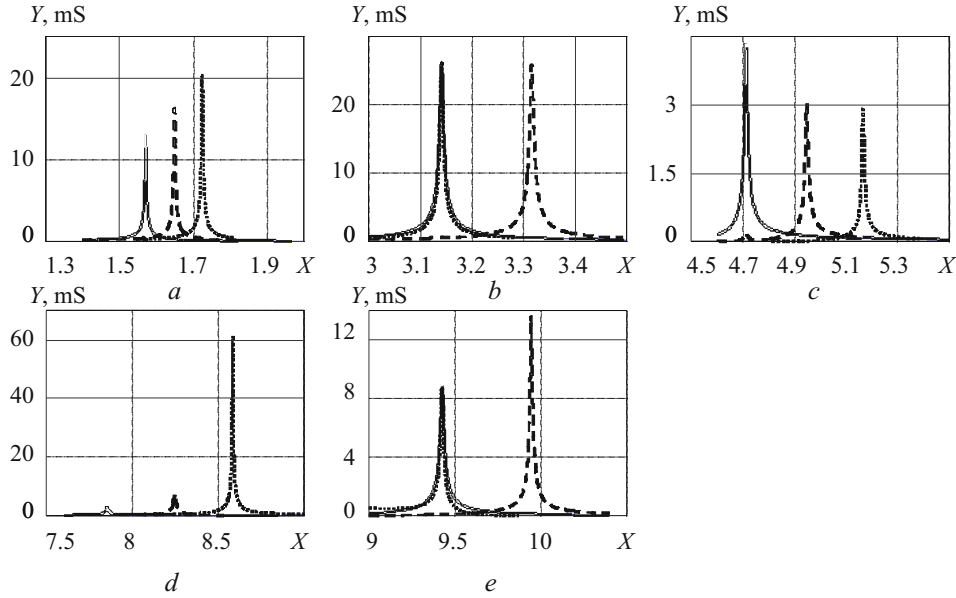 Y, mS
20
10
0
1.3 1.5 1.7 1.9 X
a
Y, mS
20
10
0
3 3.1 3.2 3.3 3.4 X
b
Y, mS
3
1.5
0
4.5 4.7 4.9 5.1 5.3 X
c
Y, mS
60
40
20
0
7.5 8 8.5 X
d
Y, mS
12
8
4
0
9 9.5 10 X
e